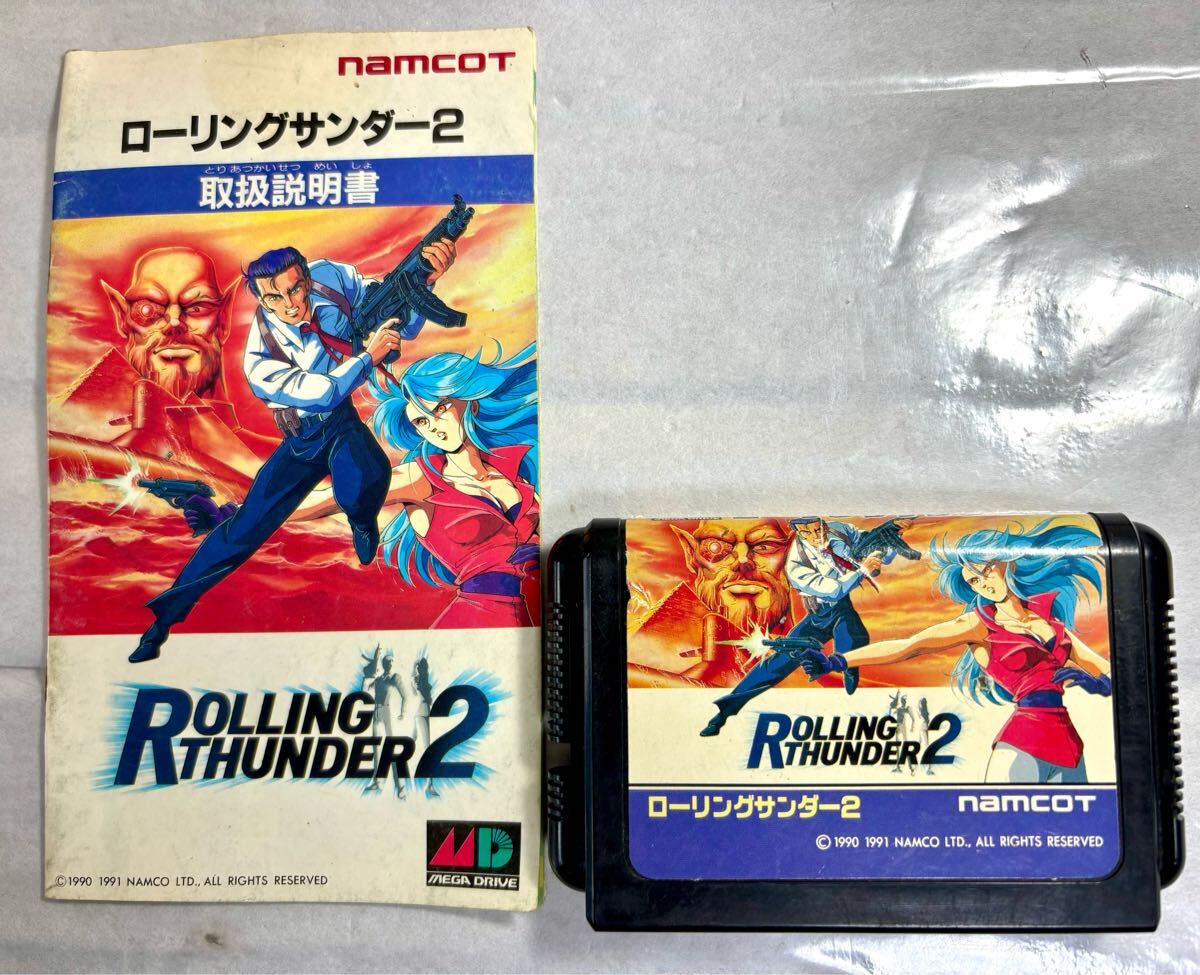 namcoT
ローリングサンダー2
とりあつかいせつ めい しょ
取扱説明書
ROLLING
THUNDER 2
MD
MEGA DRIVE
©1990 1991 NAMCO LTD., ALL RIGHTS RESERVED
ROLLING
THUNDER 2
ローリングサンダー2
namcoT
©1990 1991 NAMCO LTD., ALL RIGHTS RESERVED